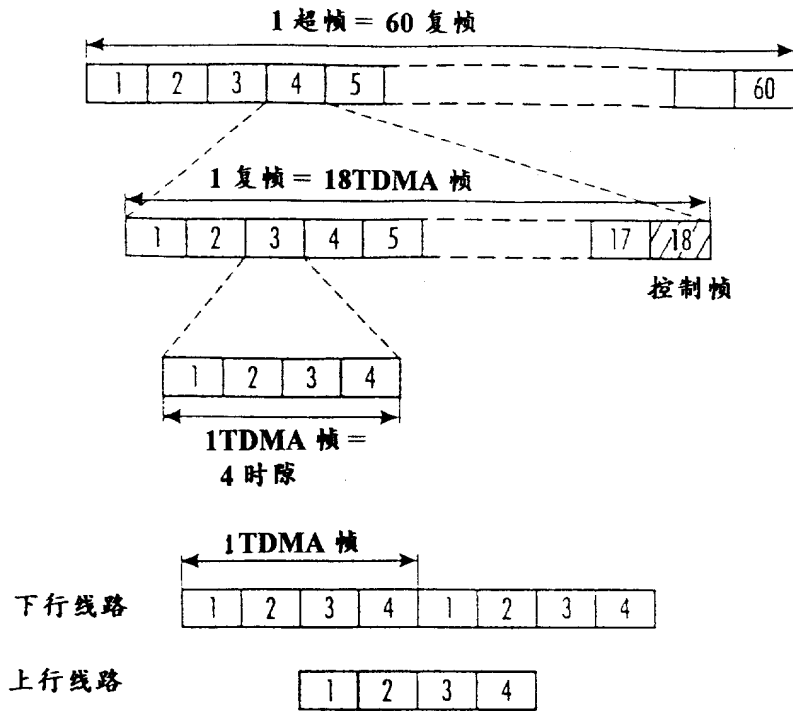 1 超帧 = 60 复帧
1 2 3 4 5 60
1 复帧 = 18TDMA 帧
1 2 3 4 5 17 18
控制帧
1 2 3 4
1TDMA 帧 =
4 时隙
1TDMA 帧
下行线路 1 2 3 4 1 2 3 4
上行线路 1 2 3 4